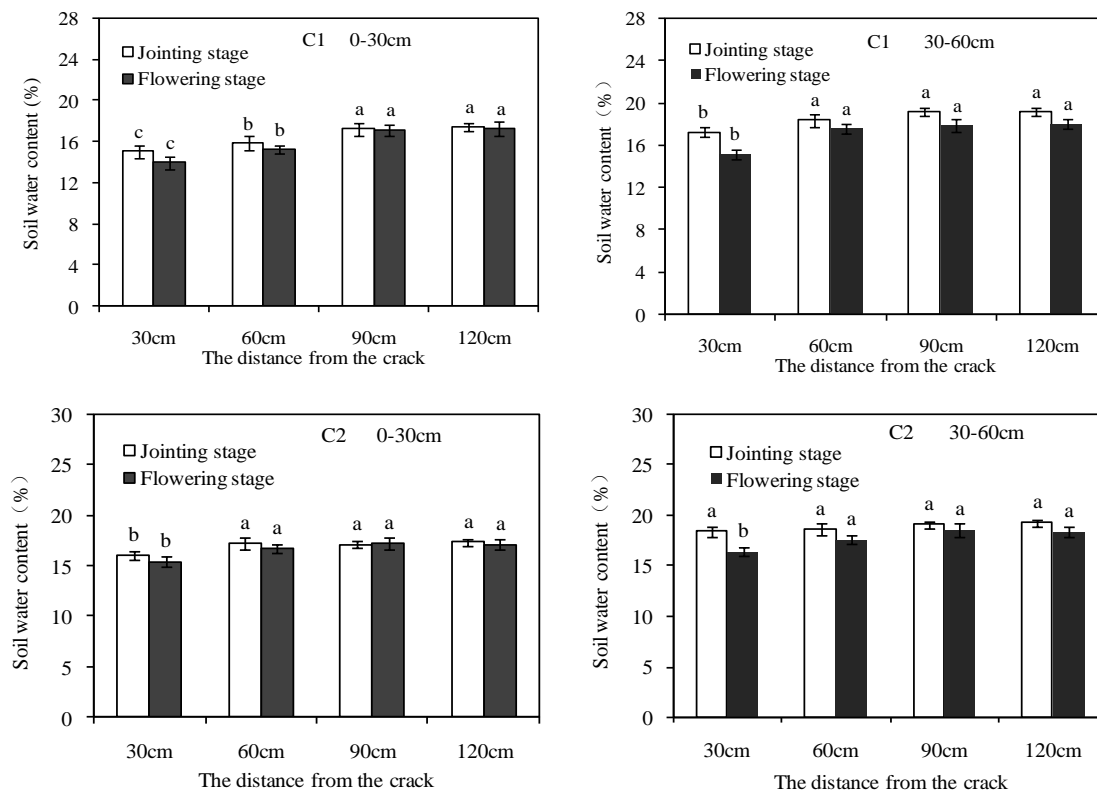 28
24
20
16
12
8
4
0
Soil water content (%)
C1 0-30cm
Jointing stage
Flowering stage
c c b b a a a a
30cm 60cm 90cm 120cm
The distance from the crack
28
24
20
16
12
8
4
0
Soil water content（%）
C1 30-60cm
Jointing stage
Flowering stage
b b a a a a a a
30cm 60cm 90cm 120cm
The distance from the crack
30
25
20
15
10
5
0
Soil water content（%）
C2 0-30cm
Jointing stage
Flowering stage
b b a a a a a a
30cm 60cm 90cm 120cm
The distance from the crack
30
25
20
15
10
5
0
Soil water content（%）
C2 30-60cm
Jointing stage
Flowering stage
a b a a a a a a
30cm 60cm 90cm 120cm
The distance from the crack